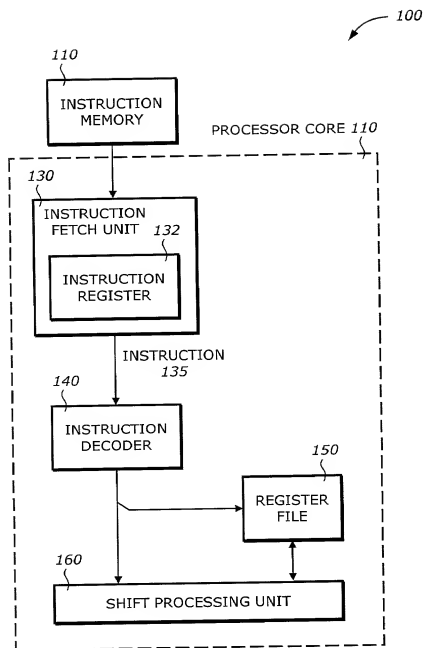 100
110
INSTRUCTION
MEMORY
PROCESSOR CORE 110
130
INSTRUCTION
FETCH UNIT
132
INSTRUCTION
REGISTER
INSTRUCTION
135
140
INSTRUCTION
DECODER
150
REGISTER
FILE
160
SHIFT PROCESSING UNIT